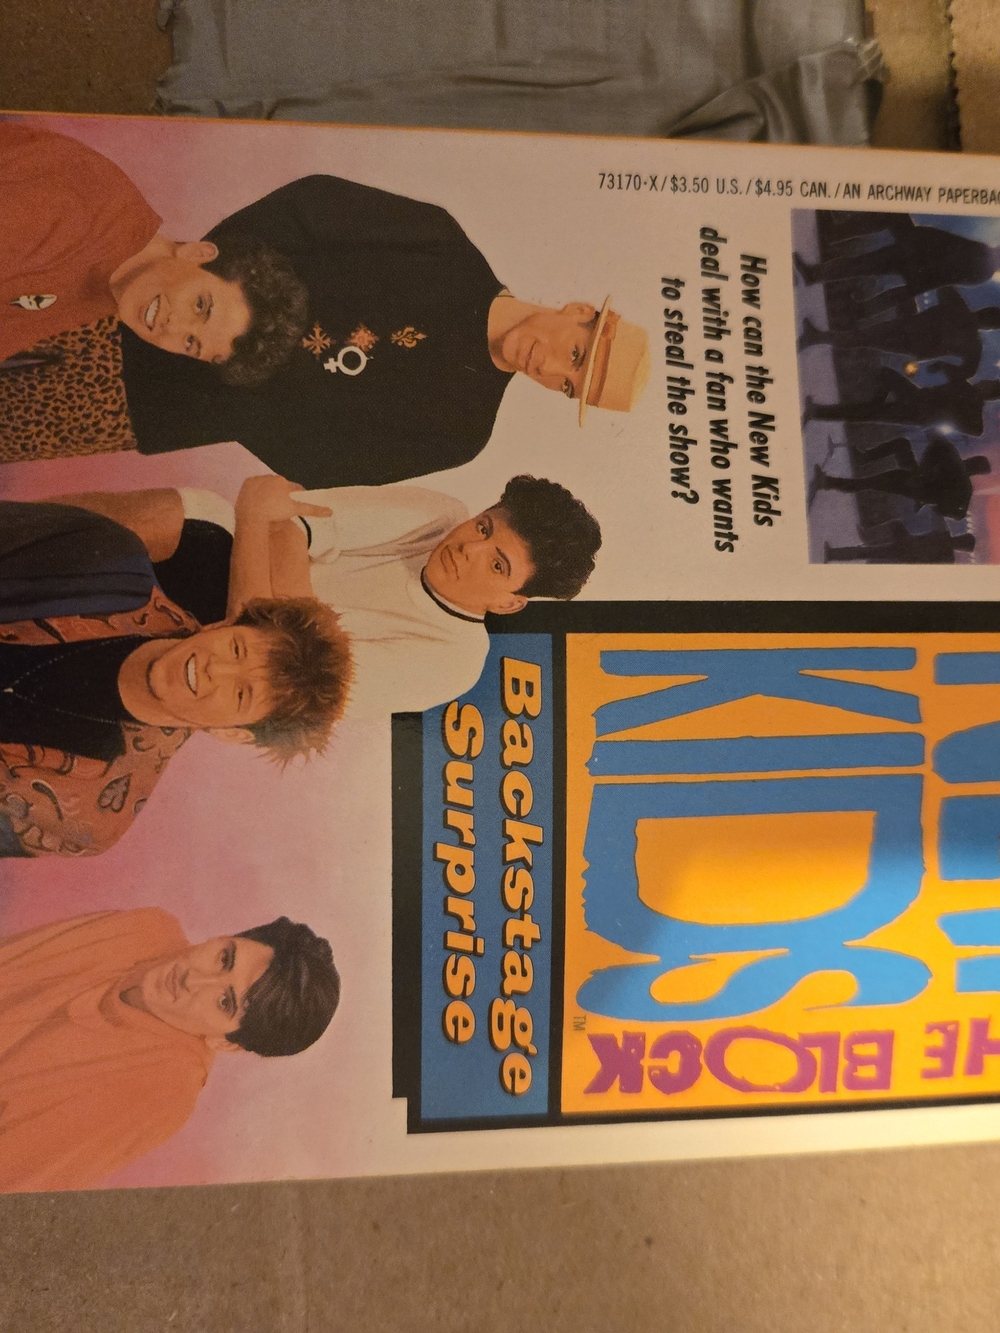 73170-X/$3.50 U.S./$4.95 CAN./AN ARCHWAY PAPERBAC
How can the New Kids
deal with a fan who wants
to steal the show?
KIDS
HE BLOCK
™
Backstage
Surprise